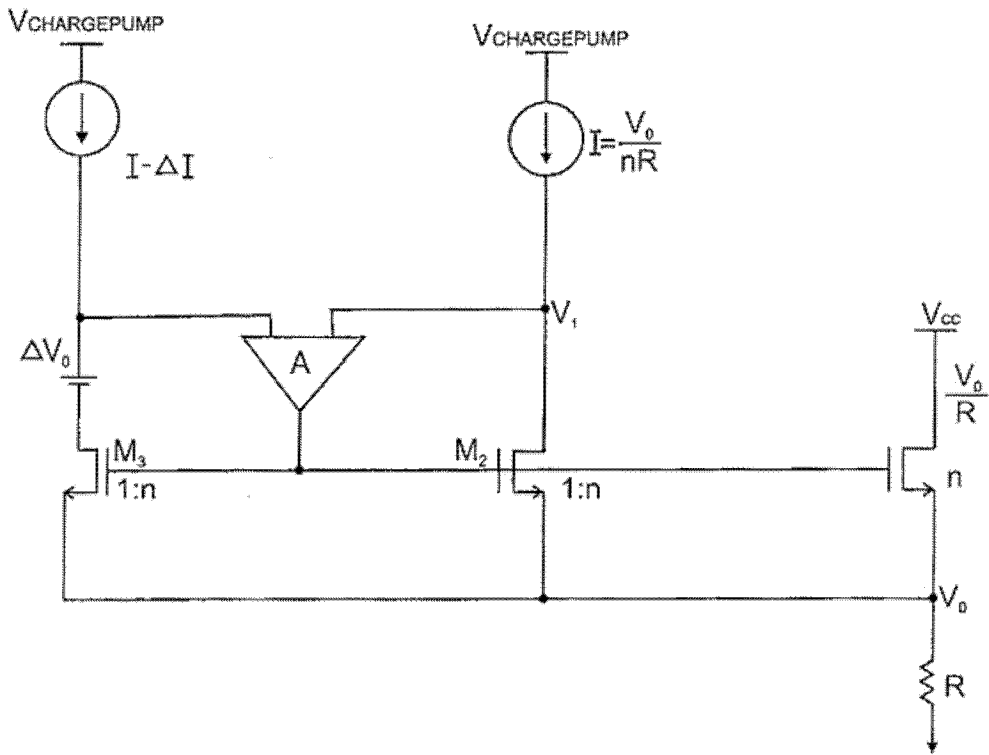 VCHARGEPUMP
VCHARGEPUMP
I-ΔI
I=V₀/nR
V₁
Vcc
ΔV₀
A
V₀/R
M₃
1:n
M₂
1:n
n
V₀
R